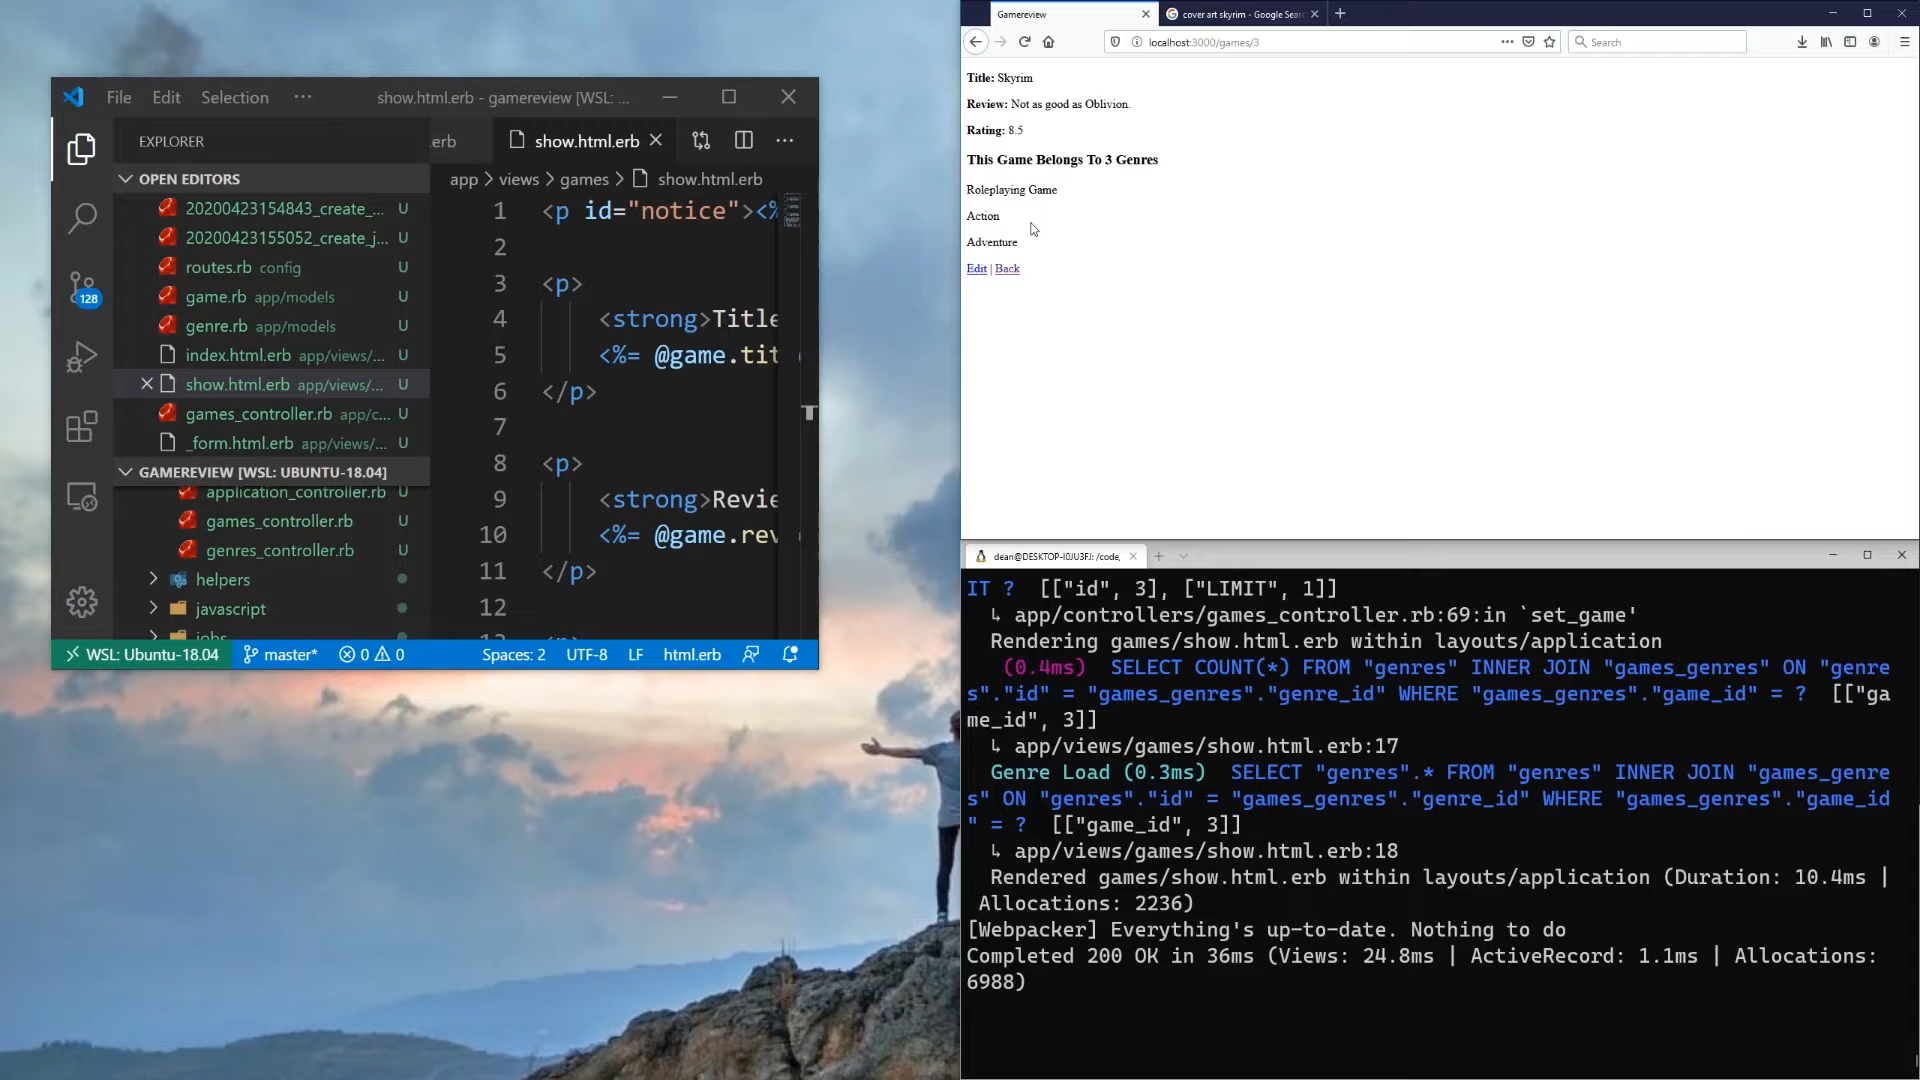 File Edit Selection ··· show.html.erb - gamereview [WSL: ...
EXPLORER
.erb show.html.erb ···
OPEN EDITORS
app > views > games > show.html.erb
20200423154843_create_... U
20200423155052_create_j... U
routes.rb config U
game.rb app/models U
genre.rb app/models U
index.html.erb app/views/... U
show.html.erb app/views/... U
games_controller.rb app/c... U
_form.html.erb app/views/... U
GAMEREVIEW [WSL: UBUNTU-18.04]
application_controller.rb U
games_controller.rb U
genres_controller.rb U
helpers
javascript
jobs
128
1 <p id="notice"><%
2
3 <p>
4 <strong>Title
5 <%= @game.tit
6 </p>
7
8 <p>
9 <strong>Revie
10 <%= @game.rev
11 </p>
12
WSL: Ubuntu-18.04 master* 0 0 Spaces: 2 UTF-8 LF html.erb
Gamereview cover art skyrim - Google Searc
localhost:3000/games/3 Search
Title: Skyrim
Review: Not as good as Oblivion.
Rating: 8.5
This Game Belongs To 3 Genres
Roleplaying Game
Action
Adventure
Edit | Back
dean@DESKTOP-I0JU3FJ: /code,
IT ? [["id", 3], ["LIMIT", 1]]
↳ app/controllers/games_controller.rb:69:in `set_game'
Rendering games/show.html.erb within layouts/application
(0.4ms) SELECT COUNT(*) FROM "genres" INNER JOIN "games_genres" ON "genre
s"."id" = "games_genres"."genre_id" WHERE "games_genres"."game_id" = ? [["ga
me_id", 3]]
↳ app/views/games/show.html.erb:17
Genre Load (0.3ms) SELECT "genres".* FROM "genres" INNER JOIN "games_genre
s" ON "genres"."id" = "games_genres"."genre_id" WHERE "games_genres"."game_id
" = ? [["game_id", 3]]
↳ app/views/games/show.html.erb:18
Rendered games/show.html.erb within layouts/application (Duration: 10.4ms |
Allocations: 2236)
[Webpacker] Everything's up-to-date. Nothing to do
Completed 200 OK in 36ms (Views: 24.8ms | ActiveRecord: 1.1ms | Allocations:
6988)